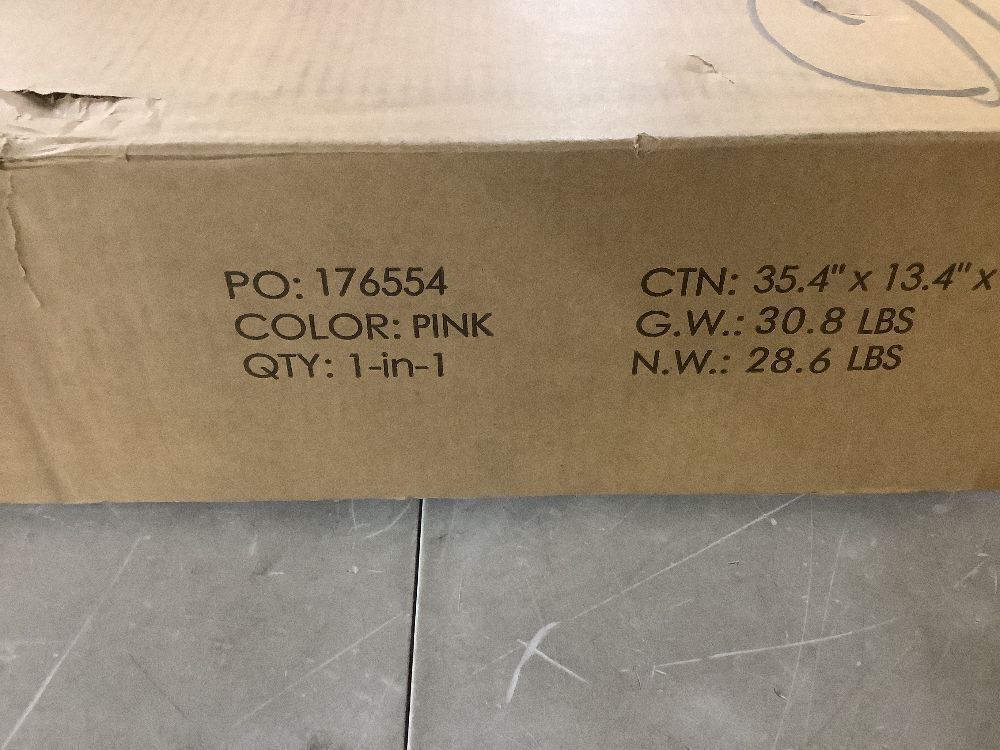 PO: 176554
COLOR: PINK
QTY: 1-in-1
CTN: 35.4" x 13.4" x
G.W.: 30.8 LBS
N.W.: 28.6 LBS